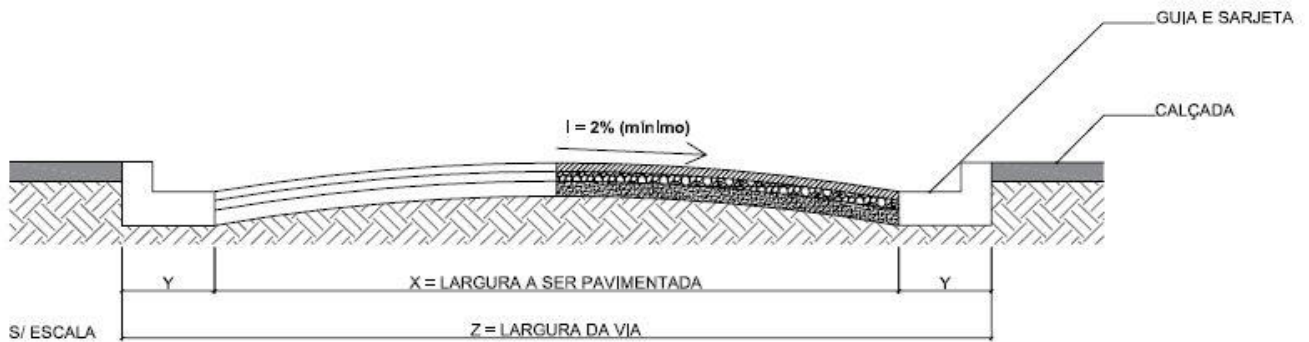 GUIA E SARJETA
CALÇADA
I = 2% (mínimo)
Y
X = LARGURA A SER PAVIMENTADA
Y
S/ ESCALA
Z = LARGURA DA VIA